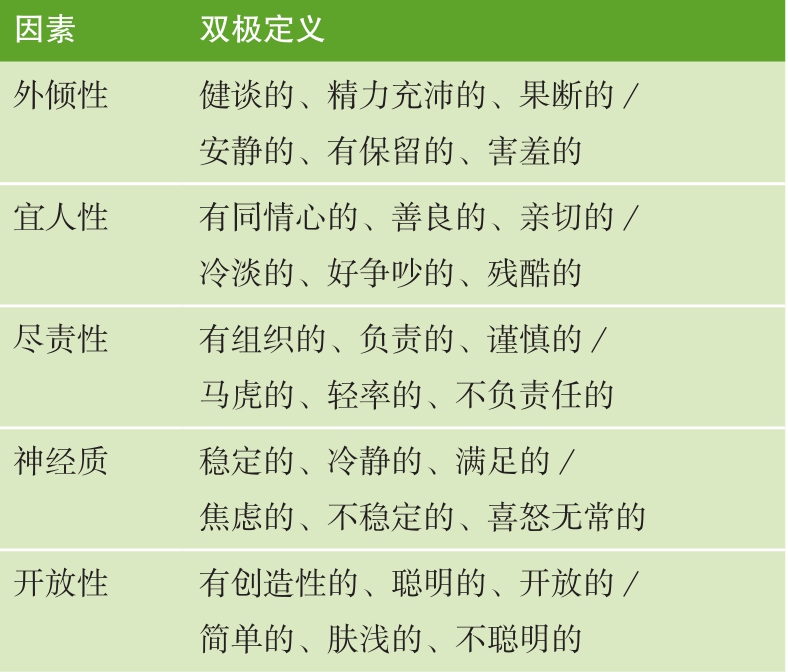 因素 双极定义
外倾性 健谈的、精力充沛的、果断的 /
安静的、有保留的、害羞的
宜人性 有同情心的、善良的、亲切的 /
冷淡的、好争吵的、残酷的
尽责性 有组织的、负责的、谨慎的 /
马虎的、轻率的、不负责任的
神经质 稳定的、冷静的、满足的 /
焦虑的、不稳定的、喜怒无常的
开放性 有创造性的、聪明的、开放的 /
简单的、肤浅的、不聪明的